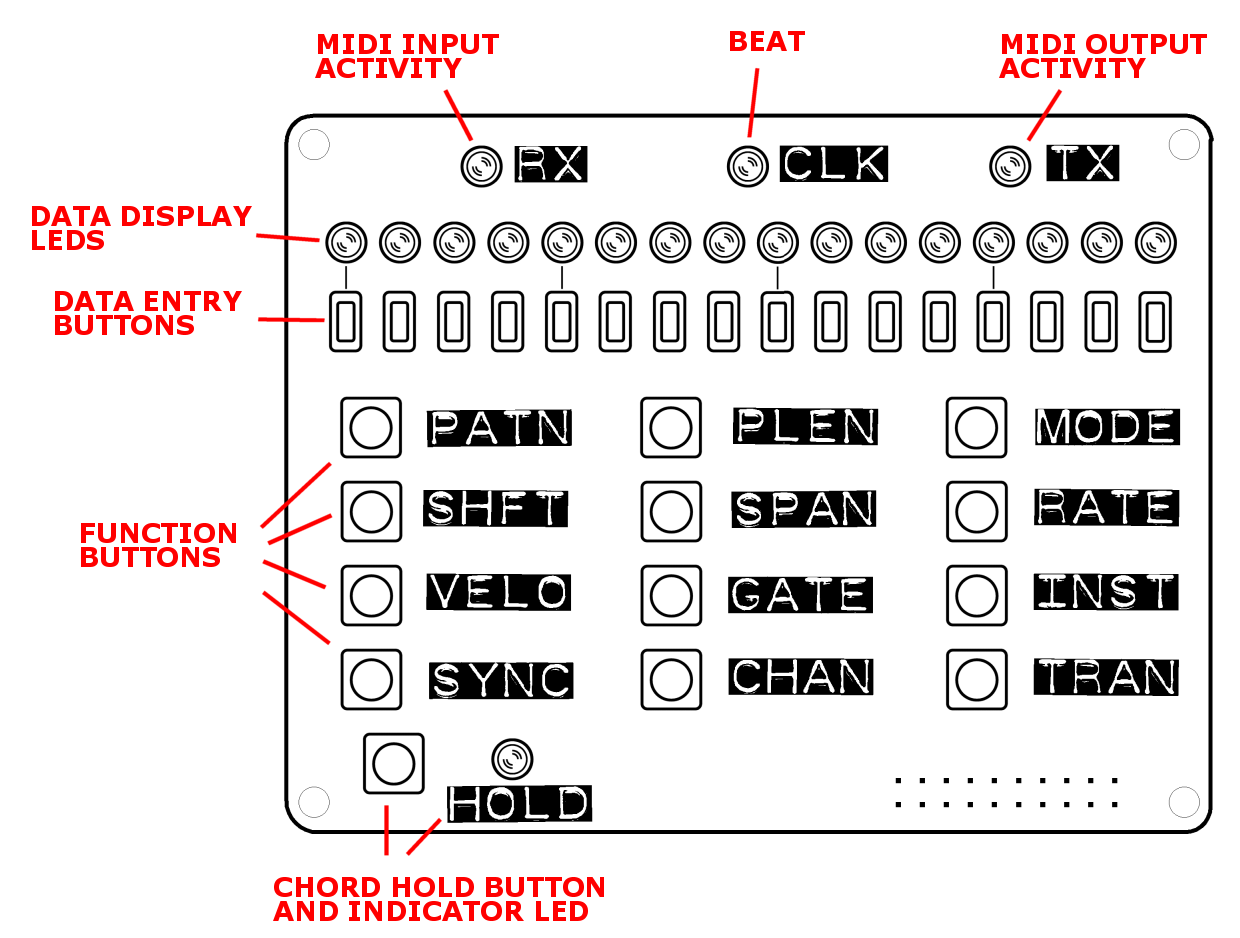 MIDI INPUT
ACTIVITY
BEAT
MIDI OUTPUT
ACTIVITY
RX
CLK
TX
DATA DISPLAY
LEDS
DATA ENTRY
BUTTONS
PATN
PLEN
MODE
SHFT
SPAN
RATE
FUNCTION
BUTTONS
VELO
GATE
INST
SYNC
CHAN
TRAN
HOLD
CHORD HOLD BUTTON
AND INDICATOR LED